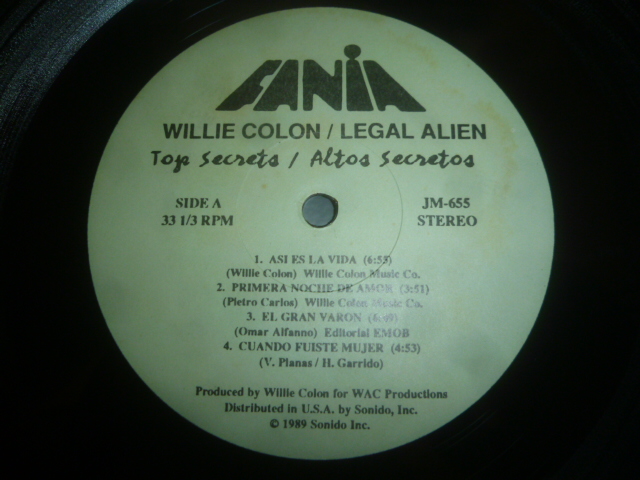 FANIA
WILLIE COLON / LEGAL ALIEN
Top Secrets / Altos Secretos
SIDE A
33 1/3 RPM
JM-655
STEREO
1. ASI ES LA VIDA (6:55)
(Willie Colon) Willie Colon Music Co.
2. PRIMERA NOCHE DE AMOR (3:51)
(Pietro Carlos) Willie Colon Music Co.
3. EL GRAN VARON (6:49)
(Omar Alfanno) Editorial EMOB
4. CUANDO FUISTE MUJER (4:53)
(V. Planas / H. Garrido)
Produced by Willie Colon for WAC Productions
Distributed in U.S.A. by Sonido, Inc.
© 1989 Sonido Inc.